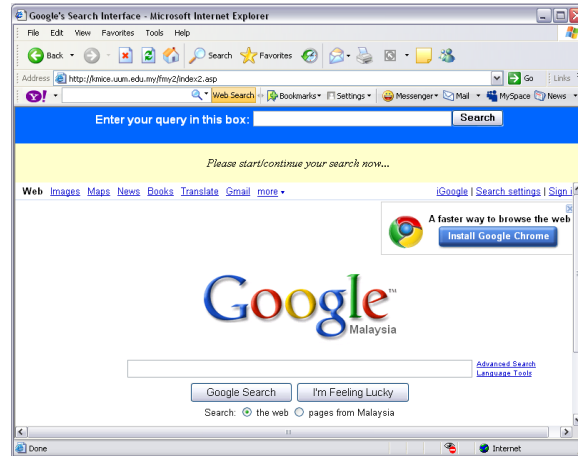 Google's Search Interface - Microsoft Internet Explorer
File Edit View Favorites Tools Help
Back Search Favorites
Address http://kmice.uum.edu.my/fmy2/index2.asp Go Links
Y! Web Search Bookmarks Settings Messenger Mail MySpace News
Enter your query in this box: Search
Please start/continue your search now...
Web Images Maps News Books Translate Gmail more iGoogle | Search settings | Sign i
A faster way to browse the web
Install Google Chrome
Google™
Malaysia
Advanced Search
Language Tools
Google Search I'm Feeling Lucky
Search: the web pages from Malaysia
Done Internet